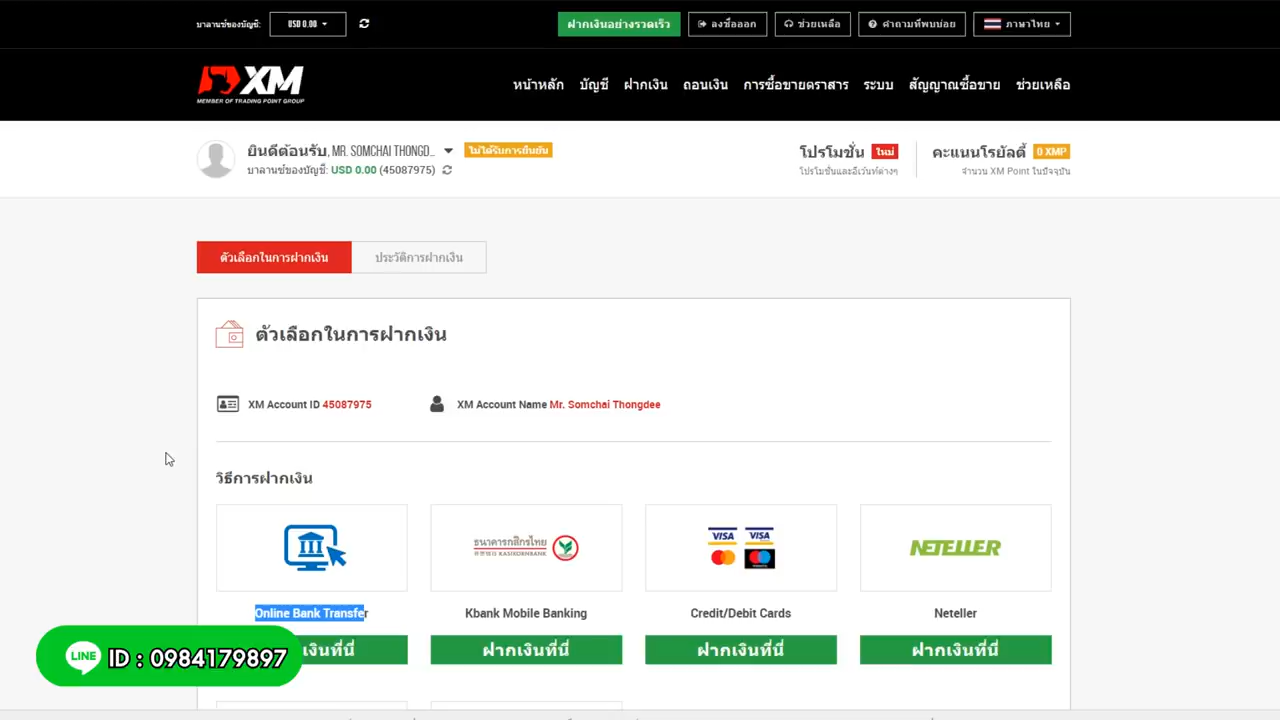 บาลานซ์ของบัญชี: USD 0.00
ฝากเงินอย่างรวดเร็ว ลงชื่อออก ช่วยเหลือ คำถามที่พบบ่อย ภาษาไทย
XM
MEMBER OF TRADING POINT GROUP
หน้าหลัก บัญชี ฝากเงิน ถอนเงิน การซื้อขายตราสาร ระบบ สัญญาณซื้อขาย ช่วยเหลือ
ยินดีต้อนรับ, MR. SOMCHAI THONGD... ไม่ได้รับการยืนยัน
บาลานซ์ของบัญชี: USD 0.00 (45087975)
โปรโมชั่น ใหม่
โปรโมชั่นและอีเว้นท์ต่างๆ
คะแนนโรยัลตี้ 0 XMP
จำนวน XM Point ในปัจจุบัน
ตัวเลือกในการฝากเงิน ประวัติการฝากเงิน
ตัวเลือกในการฝากเงิน
XM Account ID 45087975 XM Account Name Mr. Somchai Thongdee
วิธีการฝากเงิน
ธนาคารกสิกรไทย
KASIKORNBANK
VISA VISA
NETELLER
Online Bank Transfer Kbank Mobile Banking Credit/Debit Cards Neteller
เงินที่นี่ ฝากเงินที่นี่ ฝากเงินที่นี่ ฝากเงินที่นี่
LINE ID : 0984179897